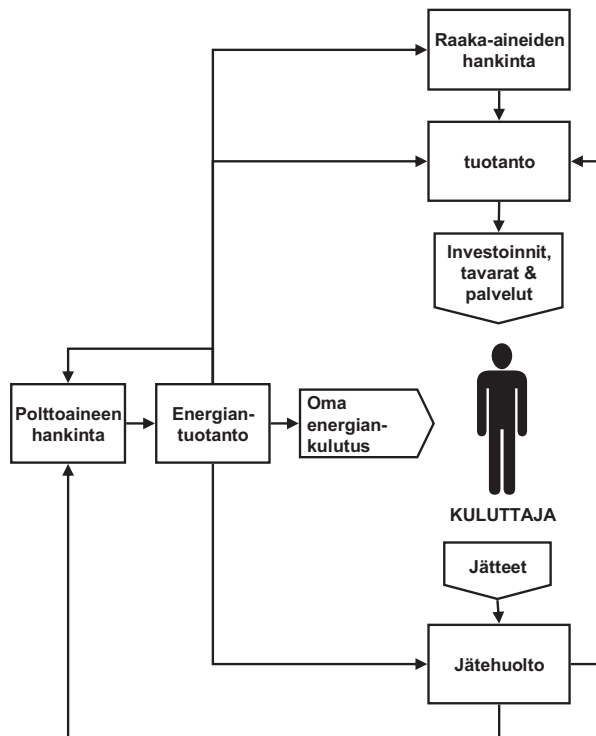 Raaka-aineiden
hankinta
tuotanto
Investoinnit,
tavarat &
palvelut
Polttoaineen
hankinta
Energian-
tuotanto
Oma
energian-
kulutus
KULUTTAJA
Jätteet
Jätehuolto